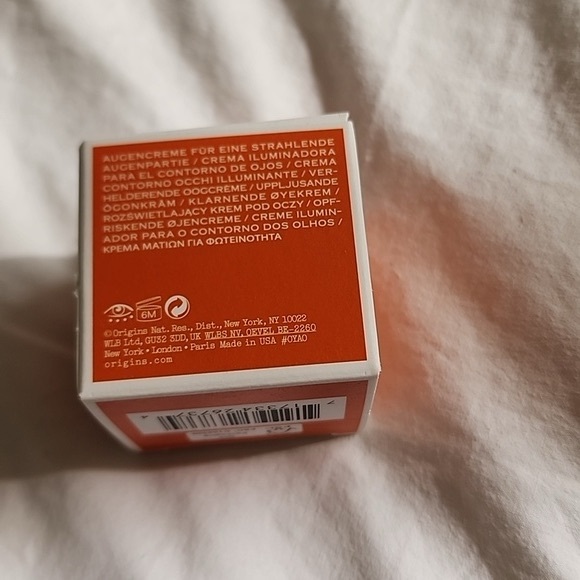 AUGENCREME FÜR EINE STRAHLENDE
AUGENPARTIE / CREMA ILUMINADORA
PARA EL CONTORNO DE OJOS / CREMA
CONTORNO OCCHI ILLUMINANTE / VER-
HELDERENDE OOGCRÈME / UPPLJUSANDE
ÖGONKRÄM / KLARNENDE ØYEKREM /
ROZŚWIETLAJĄCY KREM POD OCZY / OPF-
RISKENDE ØJENCREME / CREME ILUMIN-
ADOR PARA O CONTORNO DOS OLHOS /
ΚΡΕΜΑ ΜΑΤΙΩΝ ΓΙΑ ΦΩΤΕΙΝΟΤΗΤΑ
6M
©Origins Nat. Res., Dist., New York, NY 10022
WLB Ltd, GU32 3DD, UK WLBS NV, OEVEL BE-2260
New York • London • Paris Made in USA #0YA0
origins.com